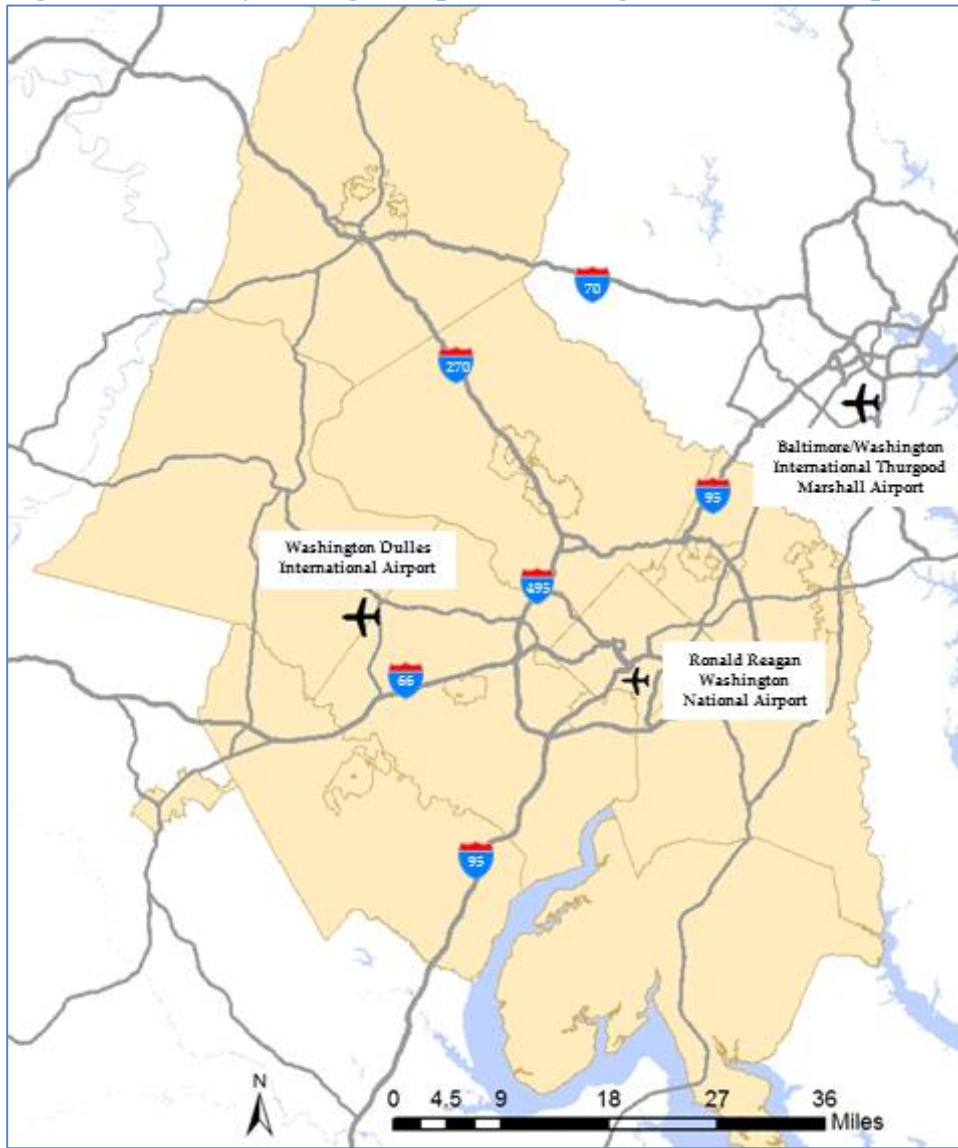 70
270
Baltimore/Washington
International Thurgood
Marshall Airport
95
Washington Dulles
International Airport
495
Ronald Reagan
Washington
National Airport
66
95
N
0 4.5 9 18 27 36
Miles